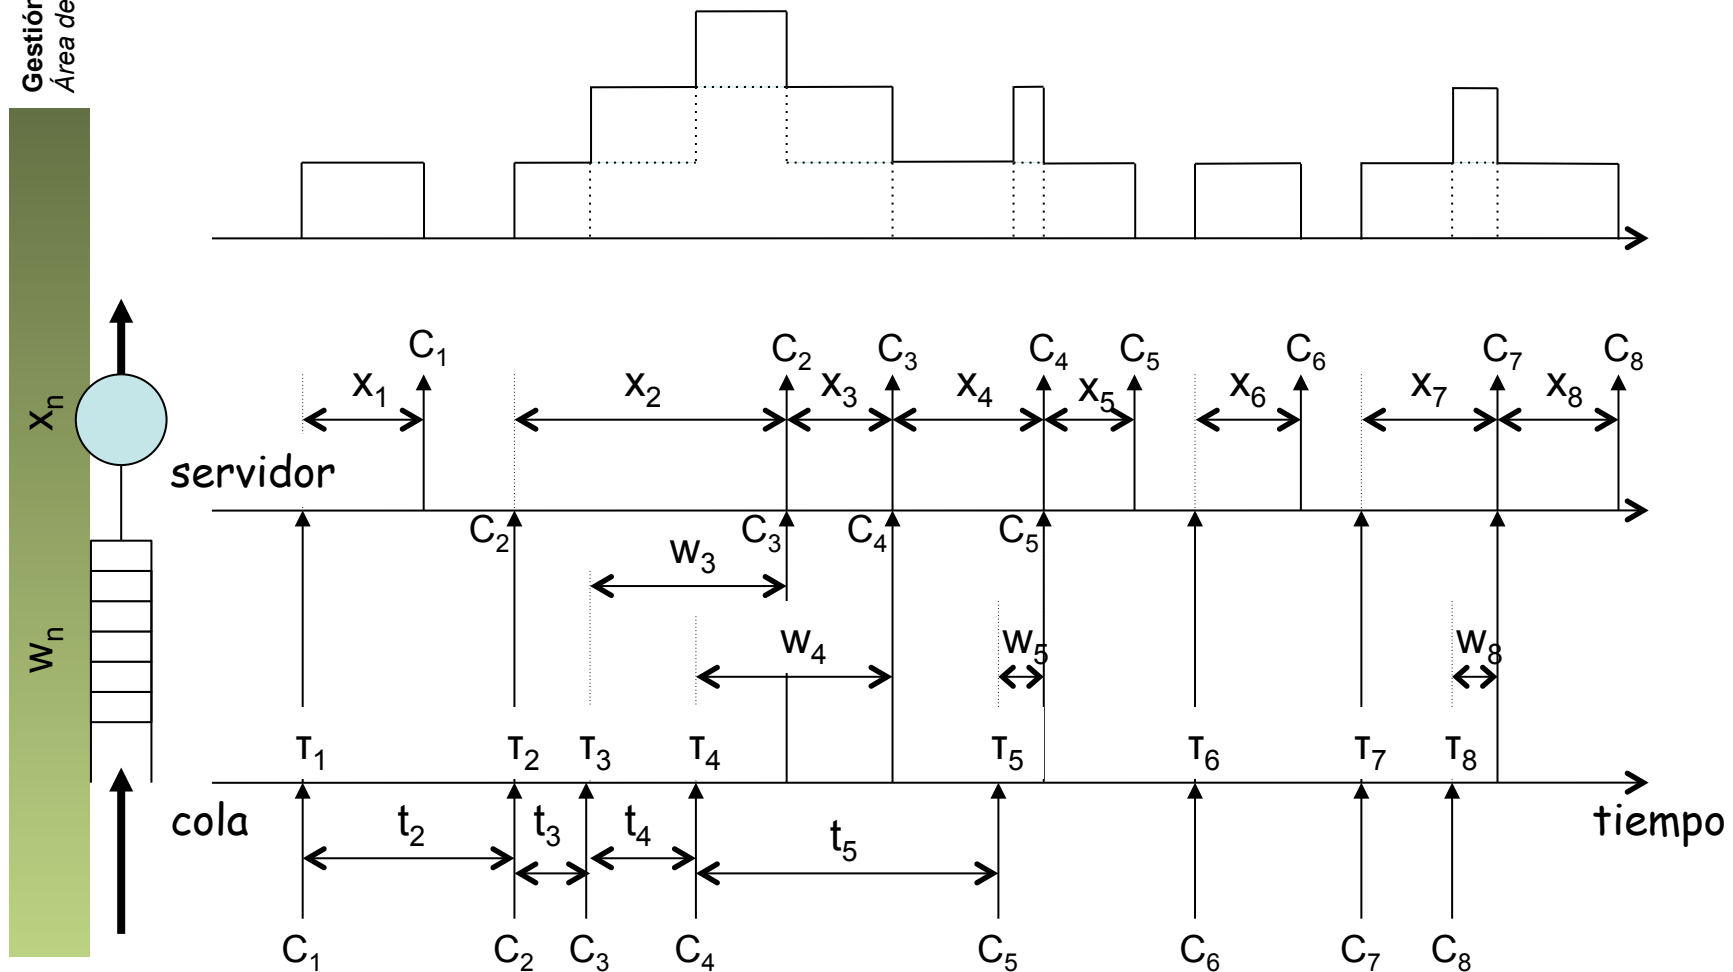 Gestión
Área de
C₁ C₂ C₃ C₄ C₅ C₆ C₇ C₈
x₁ x₂ x₃ x₄ x₅ x₆ x₇ x₈
xₙ
servidor
C₂ C₃ C₄ C₅
w₃
wₙ
w₄ w₅ w₈
τ₁ τ₂ τ₃ τ₄ τ₅ τ₆ τ₇ τ₈
cola
tiempo
t₂ t₃ t₄ t₅
C₁ C₂ C₃ C₄ C₅ C₆ C₇ C₈